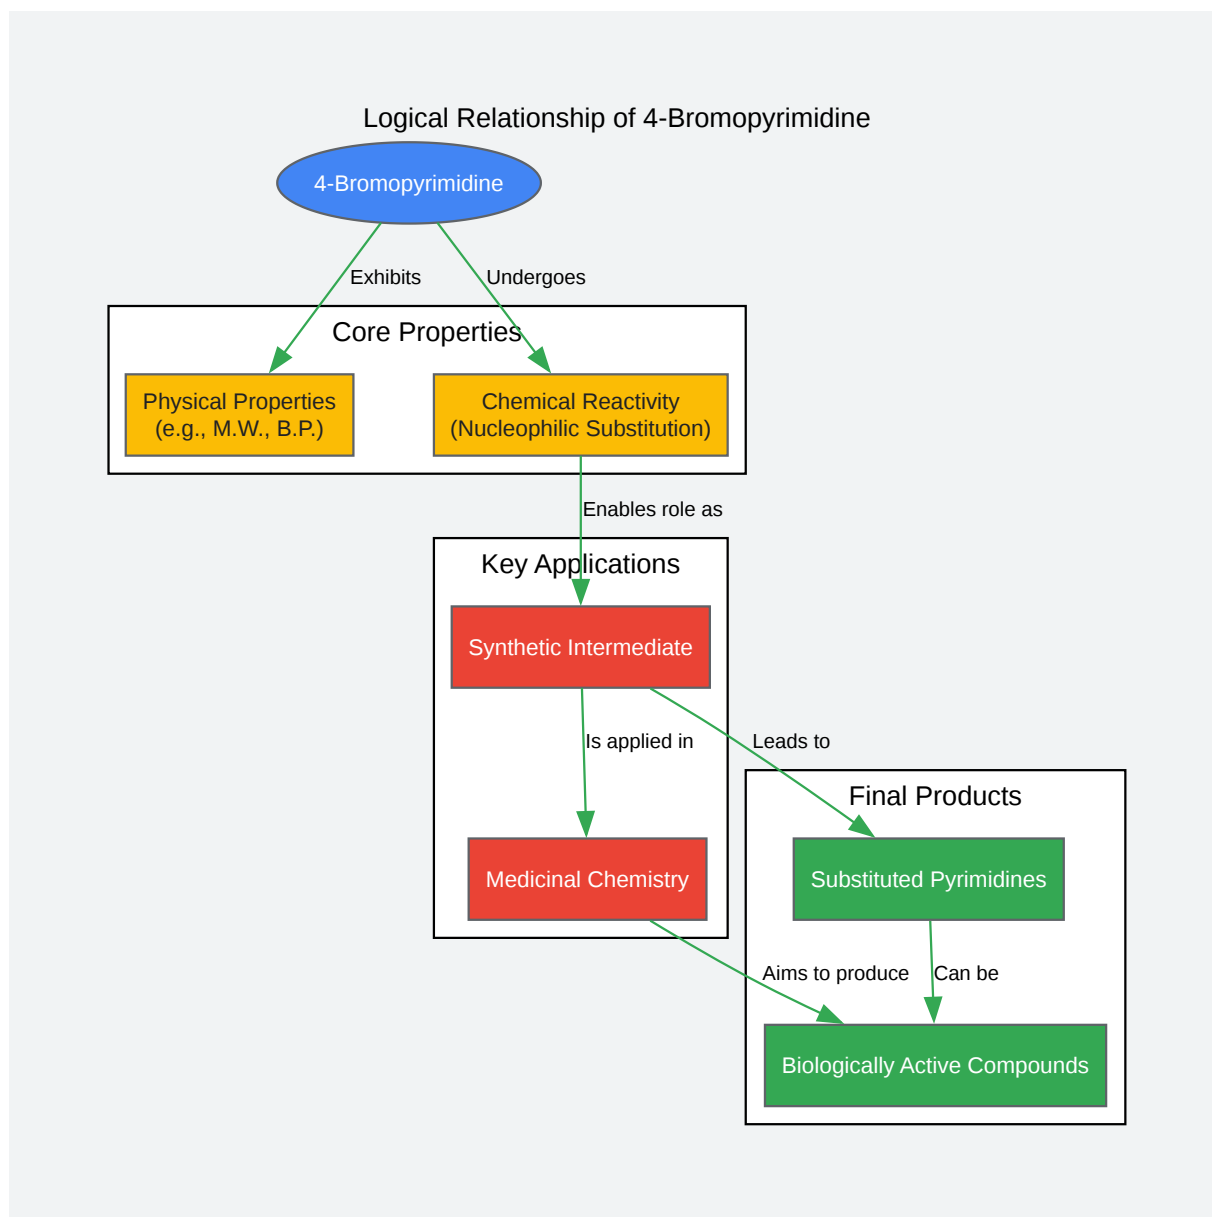 Logical Relationship of 4-Bromopyrimidine
4-Bromopyrimidine
Exhibits
Undergoes
Core Properties
Physical Properties
(e.g., M.W., B.P.)
Chemical Reactivity
(Nucleophilic Substitution)
Enables role as
Key Applications
Synthetic Intermediate
Is applied in
Leads to
Final Products
Medicinal Chemistry
Substituted Pyrimidines
Aims to produce
Can be
Biologically Active Compounds